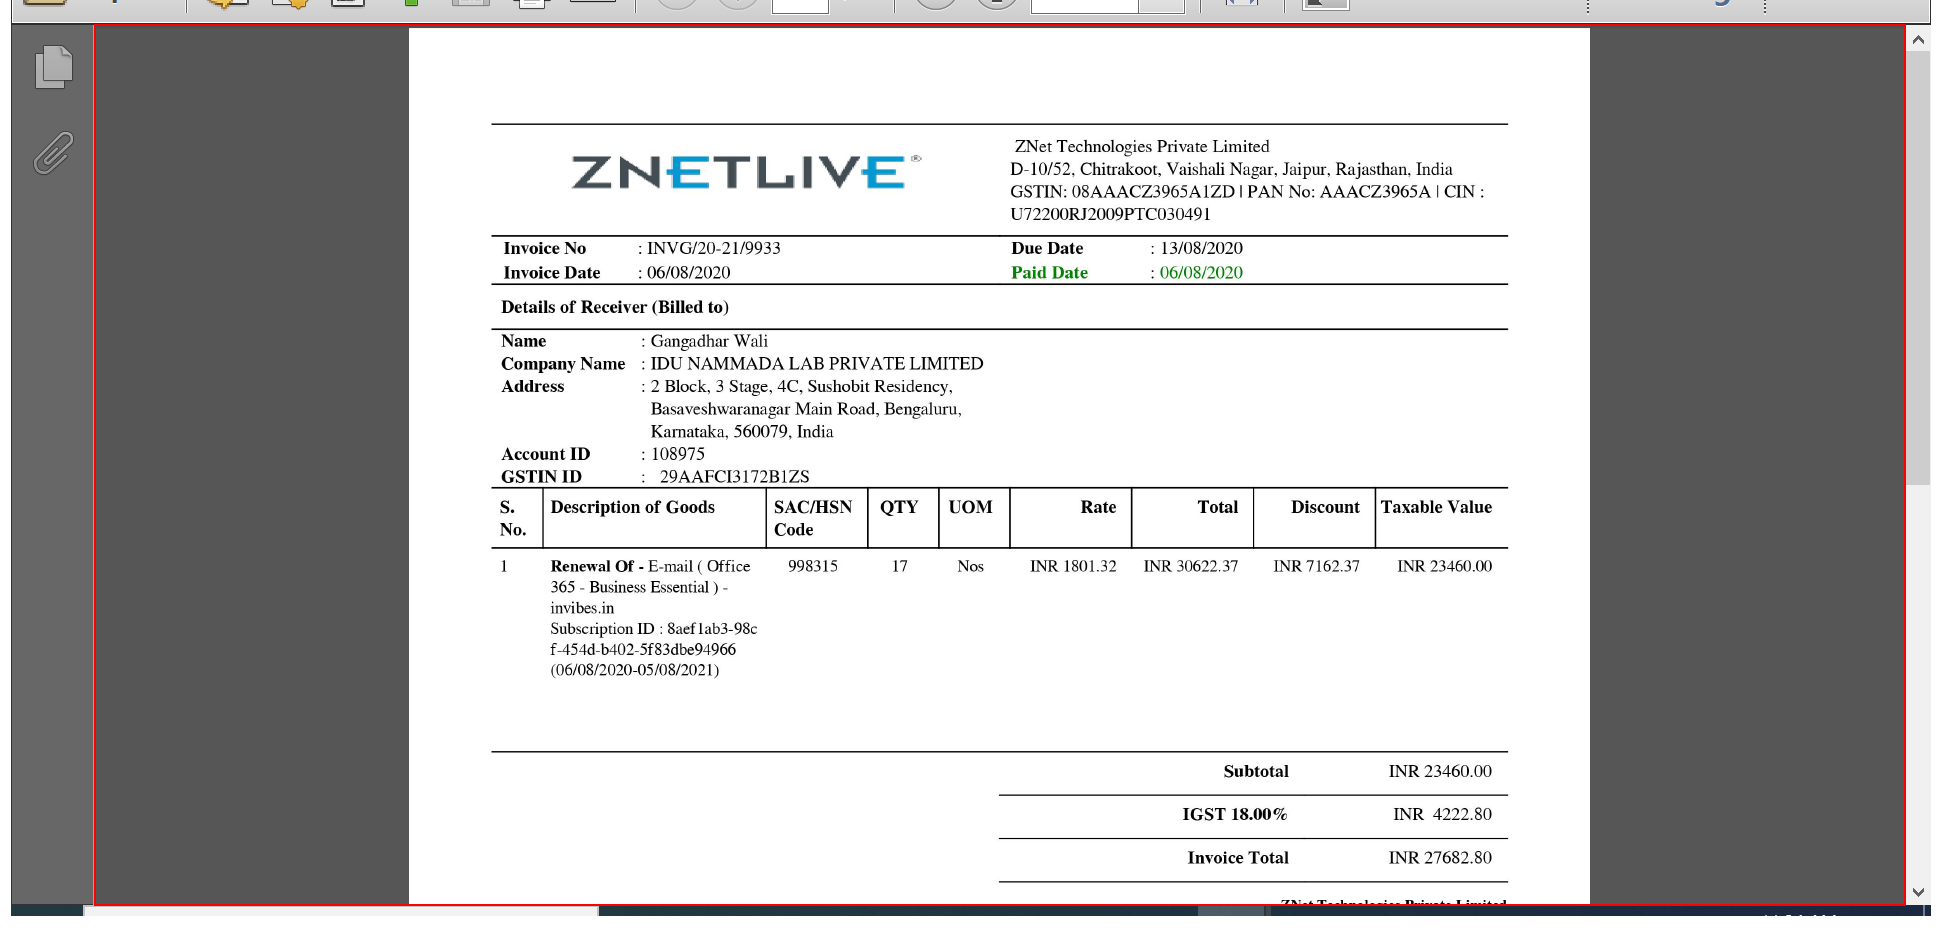 ZNETLIVE®
ZNet Technologies Private Limited
D-10/52, Chitrakoot, Vaishali Nagar, Jaipur, Rajasthan, India
GSTIN: 08AAACZ3965A1ZD | PAN No: AAACZ3965A | CIN :
U72200RJ2009PTC030491
Invoice No : INVG/20-21/9933 Due Date : 13/08/2020
Invoice Date : 06/08/2020 Paid Date : 06/08/2020
Details of Receiver (Billed to)
Name : Gangadhar Wali
Company Name : IDU NAMMADA LAB PRIVATE LIMITED
Address : 2 Block, 3 Stage, 4C, Sushobit Residency,
Basaveshwaranagar Main Road, Bengaluru,
Karnataka, 560079, India
Account ID : 108975
GSTIN ID : 29AAFCI3172B1ZS
S. Description of Goods SAC/HSN QTY UOM Rate Total Discount Taxable Value
No. Code
1 Renewal Of - E-mail ( Office 998315 17 Nos INR 1801.32 INR 30622.37 INR 7162.37 INR 23460.00
365 - Business Essential ) -
invibes.in
Subscription ID : 8aef1ab3-98c
f-454d-b402-5f83dbe94966
(06/08/2020-05/08/2021)
Subtotal INR 23460.00
IGST 18.00% INR 4222.80
Invoice Total INR 27682.80
ZNet Technologies Private Limited